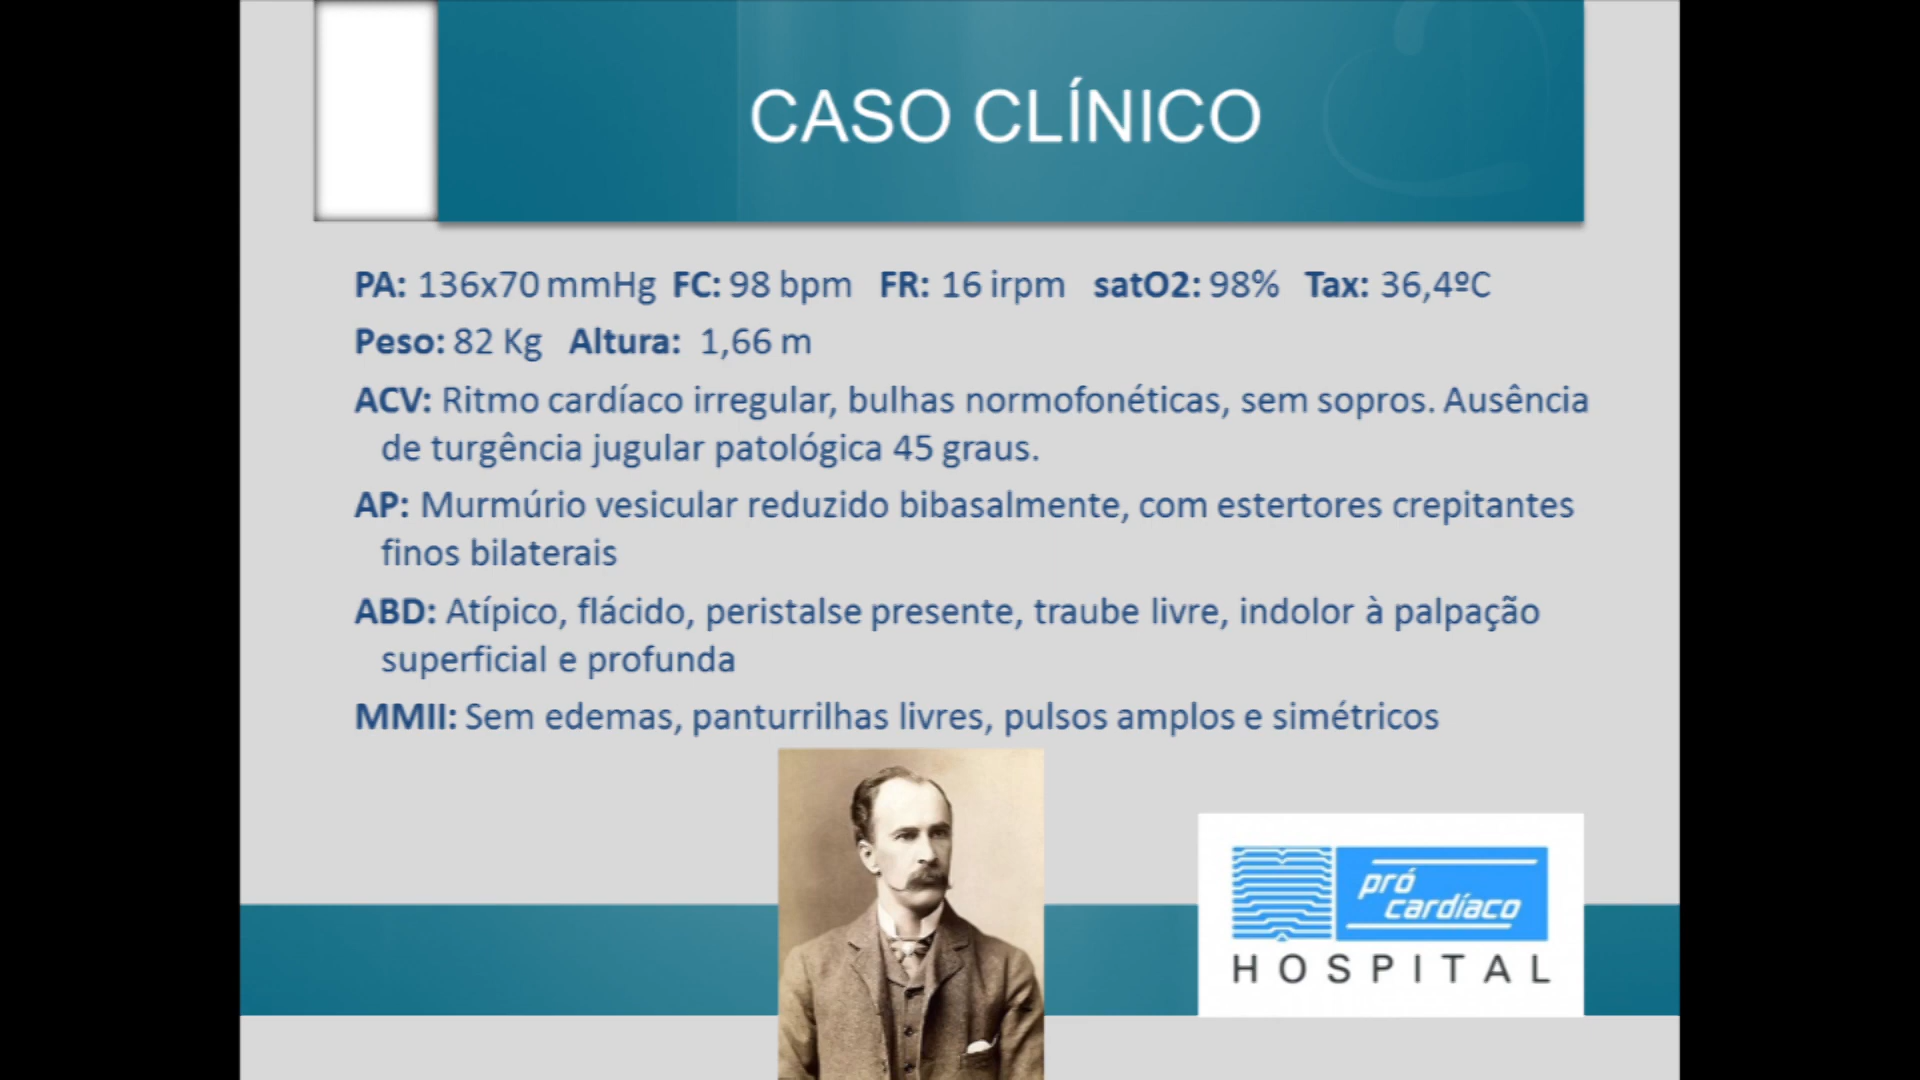 CASO CLÍNICO
PA: 136x70 mmHg FC: 98 bpm FR: 16 irpm satO2: 98% Tax: 36,4ºC
Peso: 82 Kg Altura: 1,66 m
ACV: Ritmo cardíaco irregular, bulhas normofonéticas, sem sopros. Ausência
de turgência jugular patológica 45 graus.
AP: Murmúrio vesicular reduzido bibasalmente, com estertores crepitantes
finos bilaterais
ABD: Atípico, flácido, peristalse presente, traube livre, indolor à palpação
superficial e profunda
MMII: Sem edemas, panturrilhas livres, pulsos amplos e simétricos
pró
cardíaco
HOSPITAL